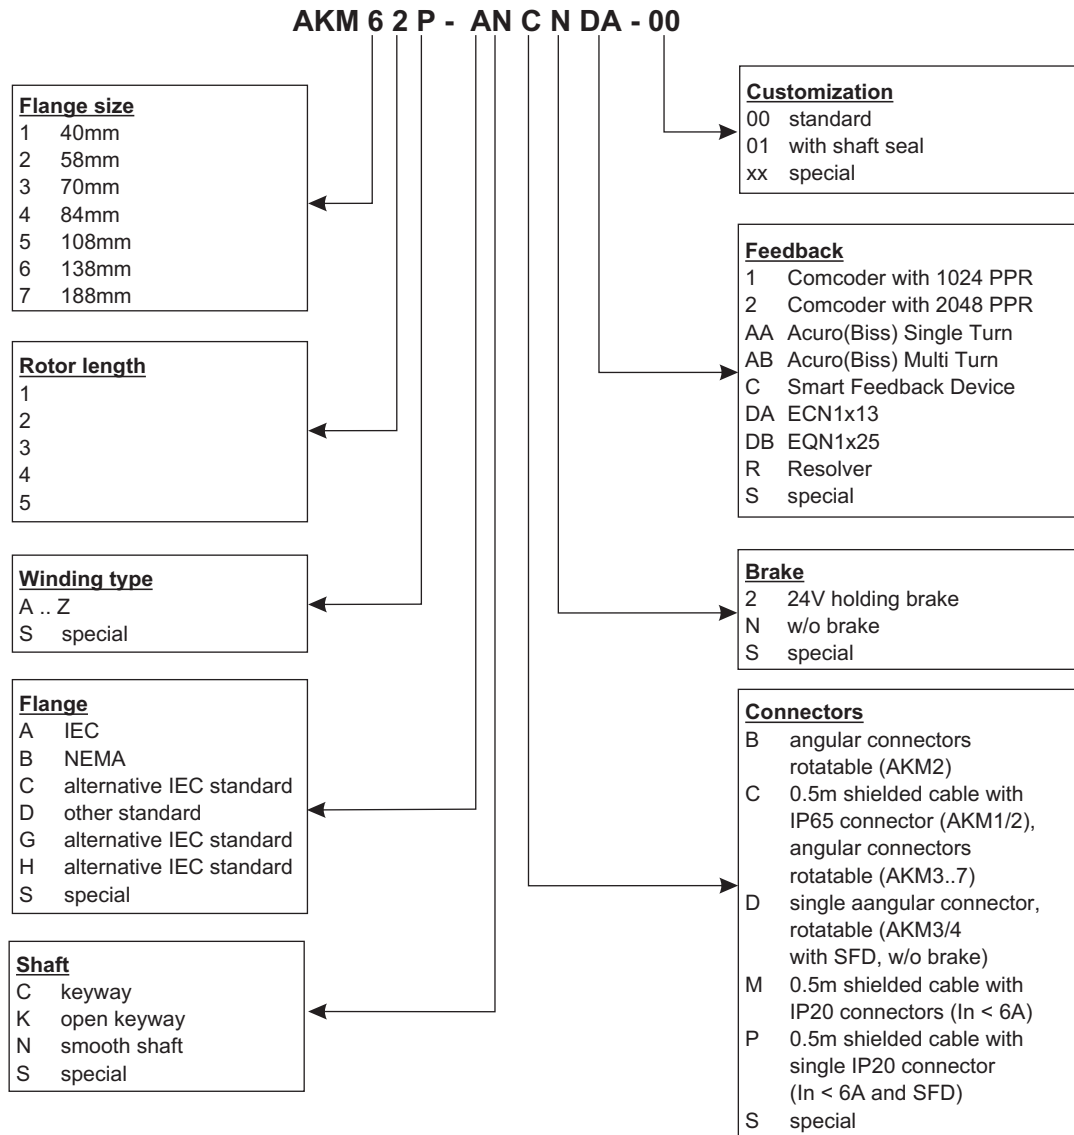 AKM 6 2 P - AN C N DA - 00
Flange size
1 40mm
2 58mm
3 70mm
4 84mm
5 108mm
6 138mm
7 188mm
Rotor length
1
2
3
4
5
Winding type
A .. Z
S special
Flange
A IEC
B NEMA
C alternative IEC standard
D other standard
G alternative IEC standard
H alternative IEC standard
S special
Shaft
C keyway
K open keyway
N smooth shaft
S special
Customization
00 standard
01 with shaft seal
xx special
Feedback
1 Comcoder with 1024 PPR
2 Comcoder with 2048 PPR
AA Acuro(Biss) Single Turn
AB Acuro(Biss) Multi Turn
C Smart Feedback Device
DA ECN1x13
DB EQN1x25
R Resolver
S special
Brake
2 24V holding brake
N w/o brake
S special
Connectors
B angular connectors
rotatable (AKM2)
C 0.5m shielded cable with
IP65 connector (AKM1/2),
angular connectors
rotatable (AKM3..7)
D single aangular connector,
rotatable (AKM3/4
with SFD, w/o brake)
M 0.5m shielded cable with
IP20 connectors (In < 6A)
P 0.5m shielded cable with
single IP20 connector
(In < 6A and SFD)
S special